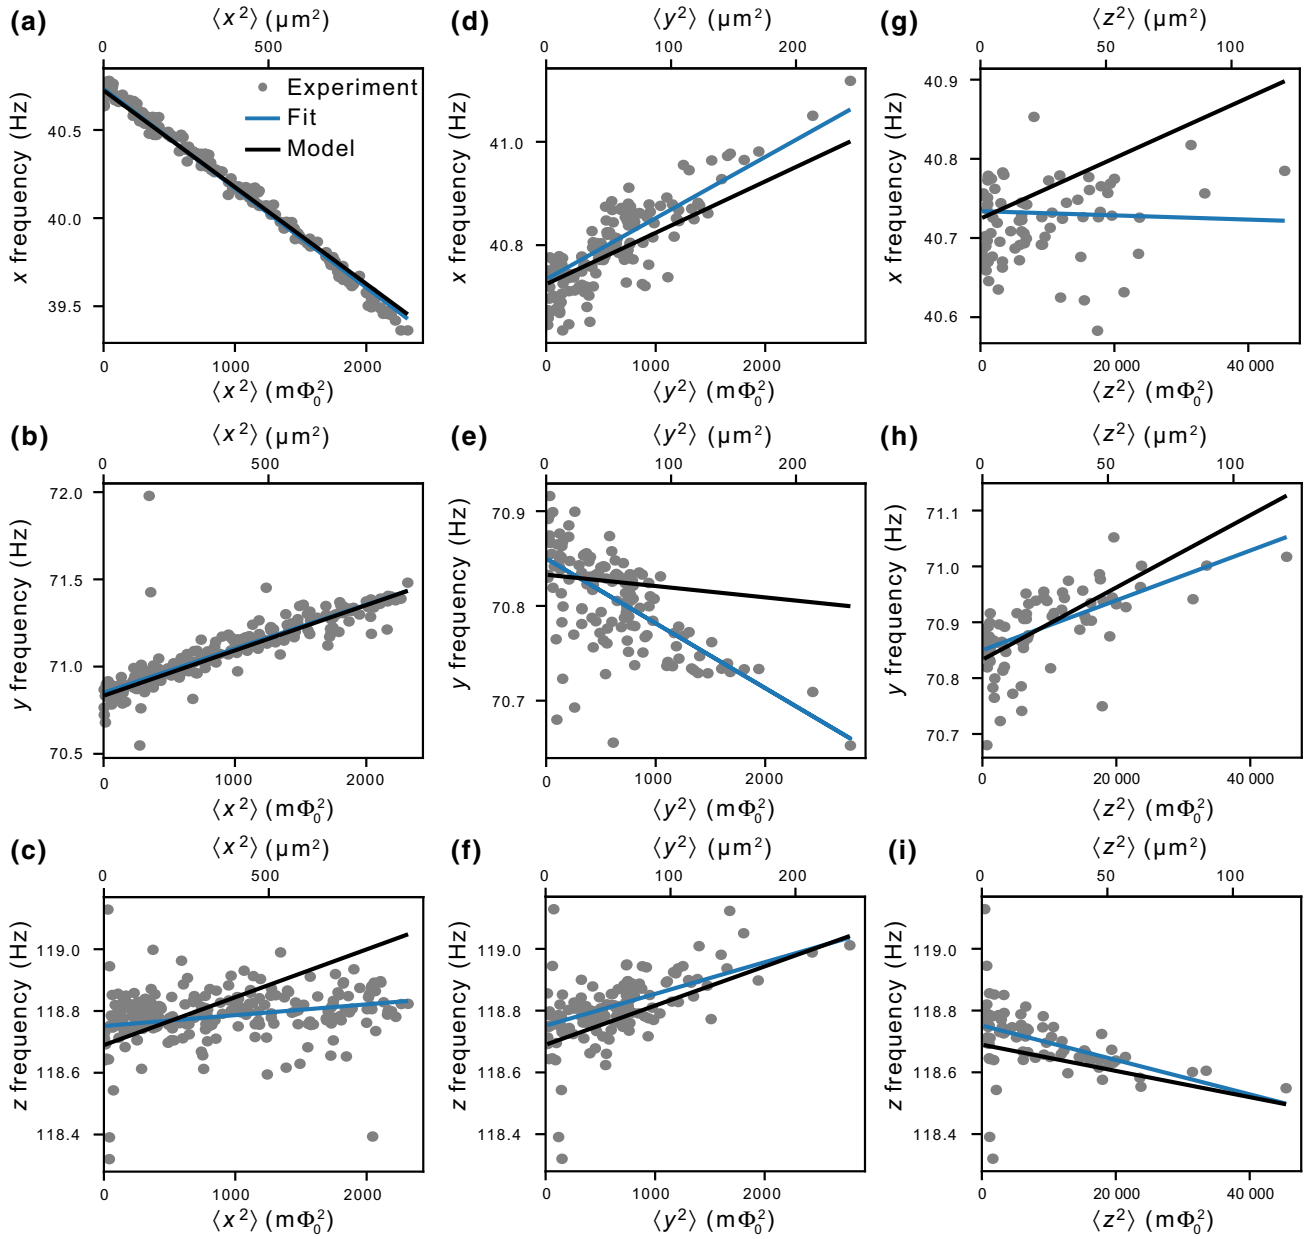 (a)
⟨x²⟩ (μm²)
0 500
x frequency (Hz)
40.5
40.0
39.5
Experiment
Fit
Model
0 1000 2000
⟨x²⟩ (mΦ₀²)
(d)
⟨y²⟩ (μm²)
0 100 200
x frequency (Hz)
41.0
40.8
0 1000 2000
⟨y²⟩ (mΦ₀²)
(g)
⟨z²⟩ (μm²)
0 50 100
x frequency (Hz)
40.9
40.8
40.7
40.6
0 20 000 40 000
⟨z²⟩ (mΦ₀²)
(b)
⟨x²⟩ (μm²)
0 500
y frequency (Hz)
72.0
71.5
71.0
70.5
0 1000 2000
⟨x²⟩ (mΦ₀²)
(e)
⟨y²⟩ (μm²)
0 100 200
y frequency (Hz)
70.9
70.8
70.7
0 1000 2000
⟨y²⟩ (mΦ₀²)
(h)
⟨z²⟩ (μm²)
0 50 100
y frequency (Hz)
71.1
71.0
70.9
70.8
70.7
0 20 000 40 000
⟨z²⟩ (mΦ₀²)
(c)
⟨x²⟩ (μm²)
0 500
z frequency (Hz)
119.0
118.8
118.6
118.4
0 1000 2000
⟨x²⟩ (mΦ₀²)
(f)
⟨y²⟩ (μm²)
0 100 200
z frequency (Hz)
119.0
118.8
118.6
118.4
0 1000 2000
⟨y²⟩ (mΦ₀²)
(i)
⟨z²⟩ (μm²)
0 50 100
z frequency (Hz)
119.0
118.8
118.6
118.4
0 20 000 40 000
⟨z²⟩ (mΦ₀²)